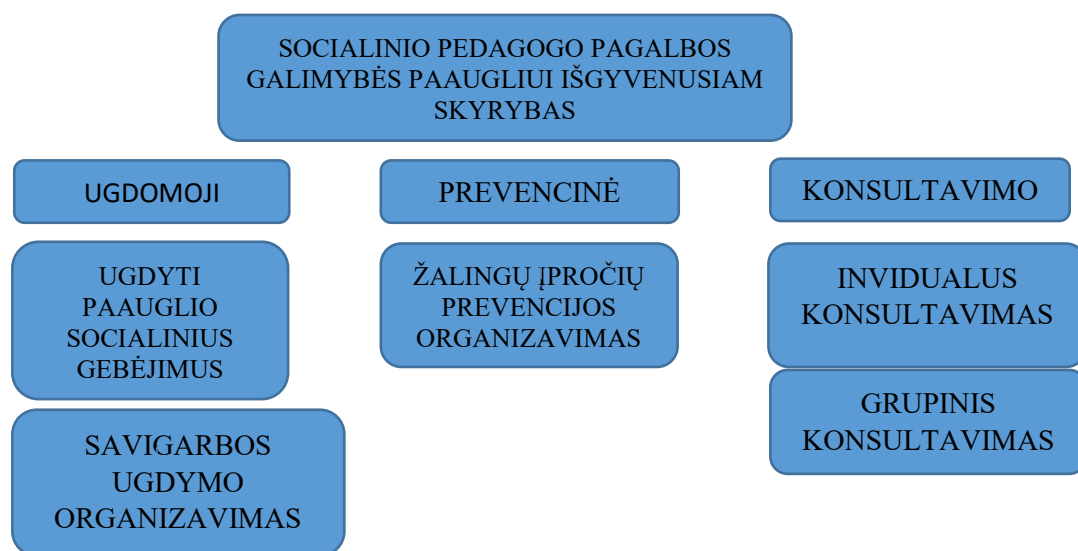 SOCIALINIO PEDAGOGO PAGALBOS
GALIMYBĖS PAAUGLIUI IŠGYVENUSIAM
SKYRYBAS
UGDOMOJI
PREVENCINĖ
KONSULTAVIMO
UGDYTI
PAAUGLIO
SOCIALINIUS
GEBĖJIMUS
ŽALINGŲ ĮPROČIŲ
PREVENCIJOS
ORGANIZAVIMAS
INVIDUALUS
KONSULTAVIMAS
SAVIGARBOS
UGDYMO
ORGANIZAVIMAS
GRUPINIS
KONSULTAVIMAS